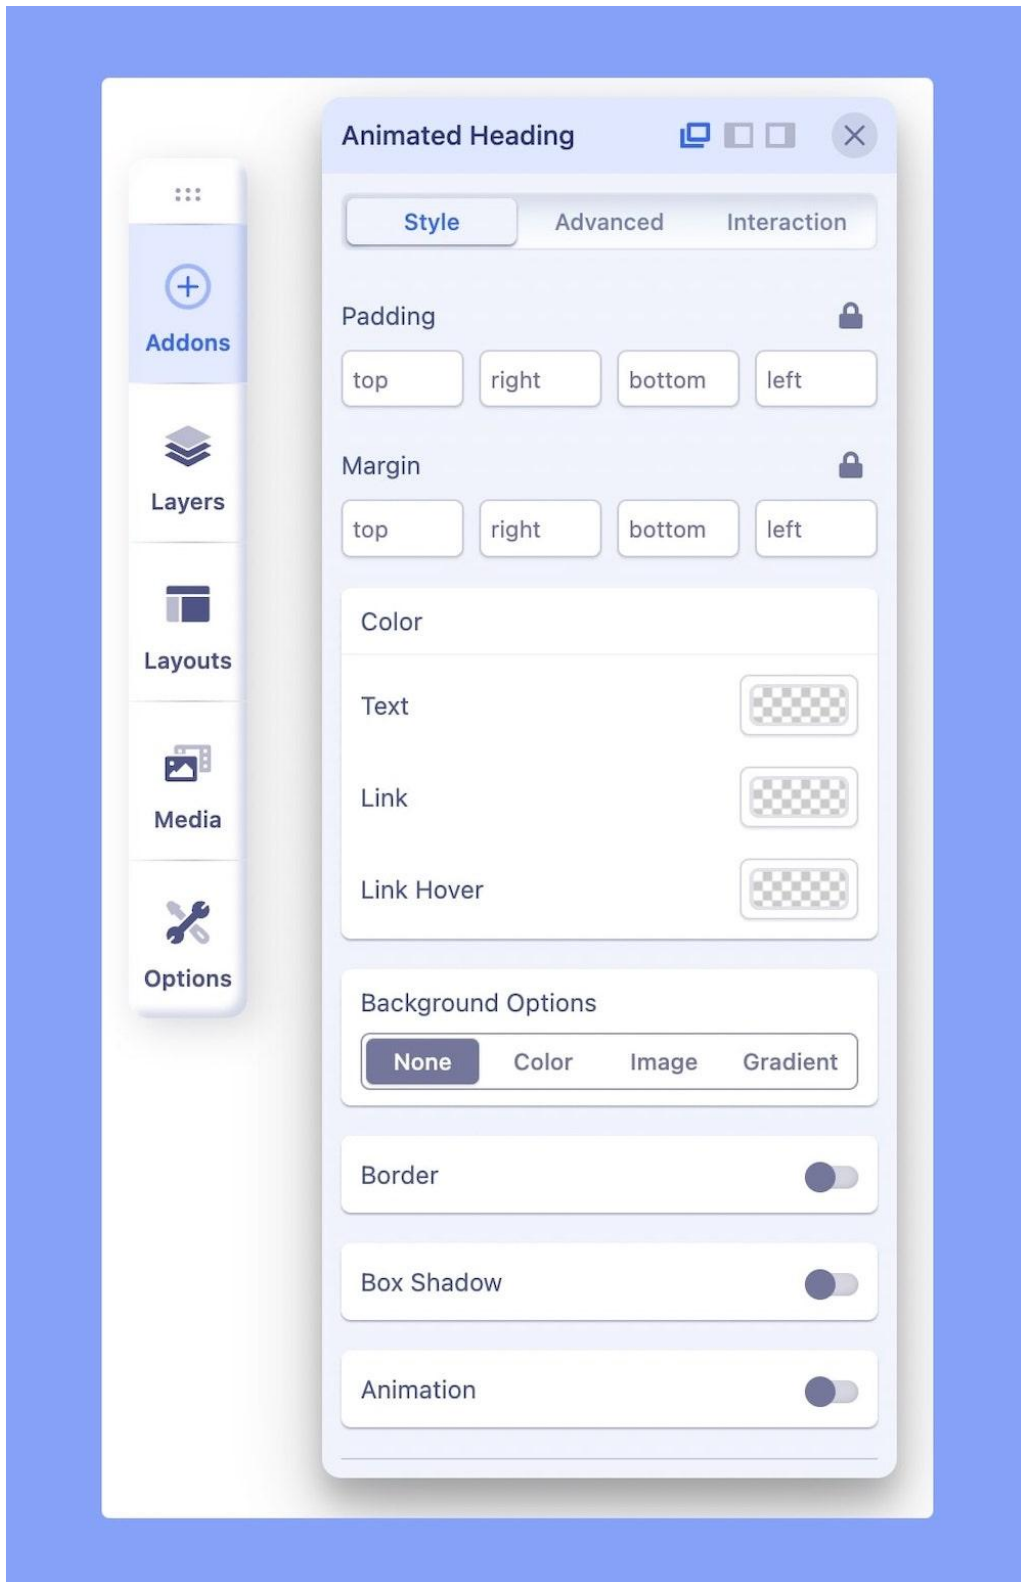 Animated Heading
Style Advanced Interaction
Addons
Layers
Layouts
Media
Options
Padding
top right bottom left
Margin
top right bottom left
Color
Text
Link
Link Hover
Background Options
None Color Image Gradient
Border
Box Shadow
Animation